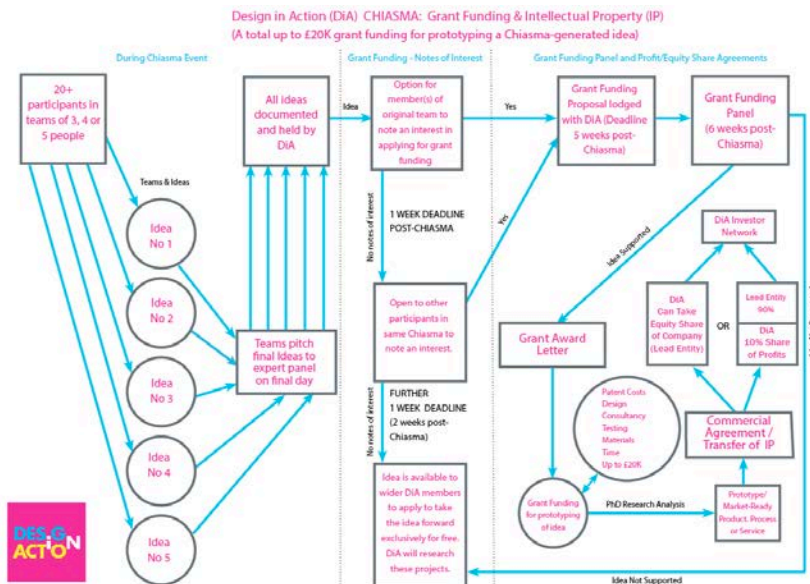 Design in Action (DiA) CHIASMA: Grant Funding & Intellectual Property (IP)
(A total up to £20K grant funding for prototyping a Chiasma-generated idea)
During Chiasma Event
Grant Funding - Notes of Interest
Grant Funding Panel and Profit/Equity Share Agreements
20+
participants in
teams of 3, 4 or
5 people
Teams & Ideas
Idea
No 1
Idea
No 2
Idea
No 3
Idea
No 4
Idea
No 5
All ideas
documented
and held by
DiA
Teams pitch
final Ideas to
expert panel
on final day
Idea
Option for
member(s) of
original team to
note an interest in
applying for grant
funding
No notes of interest
1 WEEK DEADLINE
POST-CHIASMA
Yes
Yes
Open to other
participants in
same Chiasma to
note an interest.
No notes of interest
FURTHER
1 WEEK DEADLINE
(2 weeks post-
Chiasma)
Idea is available to
wider DiA members
to apply to take
the idea forward
exclusively for free.
DiA will research
these projects.
Grant Funding
Proposal lodged
with DiA (Deadline
5 weeks post-
Chiasma)
Grant Funding
Panel
(6 weeks post-
Chiasma)
Idea Supported
Grant Award
Letter
Patent Costs
Design
Consultancy
Testing
Materials
Time
Up to £20K
Grant Funding
for prototyping
of idea
PhD Research Analysis
Prototype/
Market-Ready
Product, Process
or Service
Commercial
Agreement /
Transfer of IP
DiA
Can Take
Equity Share
of Company
(Lead Entity)
OR
Lead Entity
90%
DiA
10% Share
of Profits
DiA Investor
Network
Idea Not Supported
DESIGN
ACTION